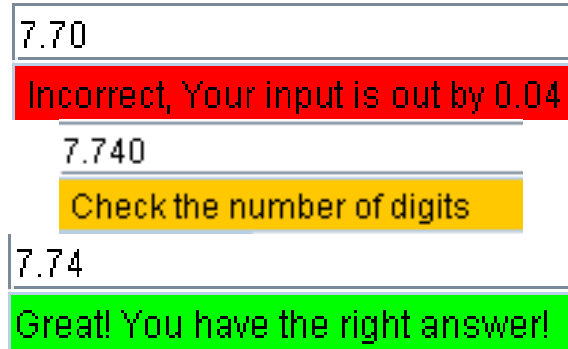 7.70
Incorrect, Your input is out by 0.04
7.740
Check the number of digits
7.74
Great! You have the right answer!